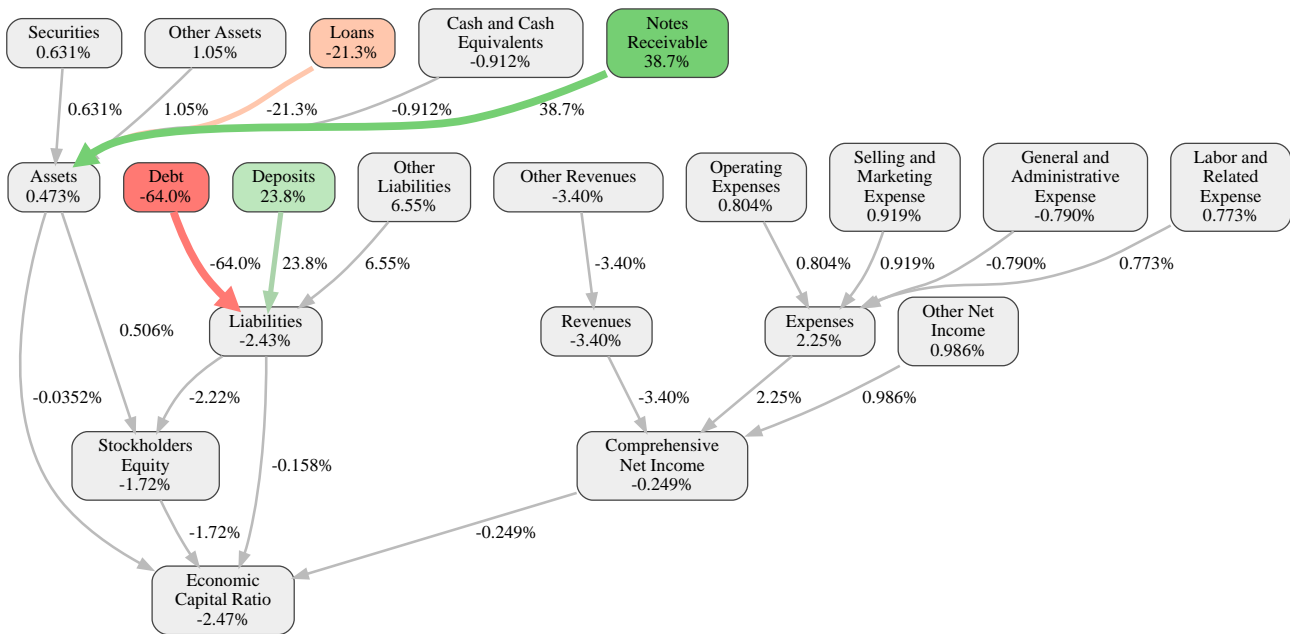 Securities
0.631%
Other Assets
1.05%
Loans
-21.3%
Cash and Cash
Equivalents
-0.912%
Notes
Receivable
38.7%
0.631%
1.05%
-21.3%
-0.912%
38.7%
Assets
0.473%
Debt
-64.0%
Deposits
23.8%
Other
Liabilities
6.55%
Other Revenues
-3.40%
Operating
Expenses
0.804%
Selling and
Marketing
Expense
0.919%
General and
Administrative
Expense
-0.790%
Labor and
Related
Expense
0.773%
-64.0%
23.8%
6.55%
-3.40%
0.804%
0.919%
-0.790%
0.773%
0.506%
Liabilities
-2.43%
Revenues
-3.40%
Expenses
2.25%
Other Net
Income
0.986%
-0.0352%
-2.22%
-3.40%
2.25%
0.986%
Stockholders
Equity
-1.72%
-0.158%
Comprehensive
Net Income
-0.249%
-1.72%
-0.249%
Economic
Capital Ratio
-2.47%